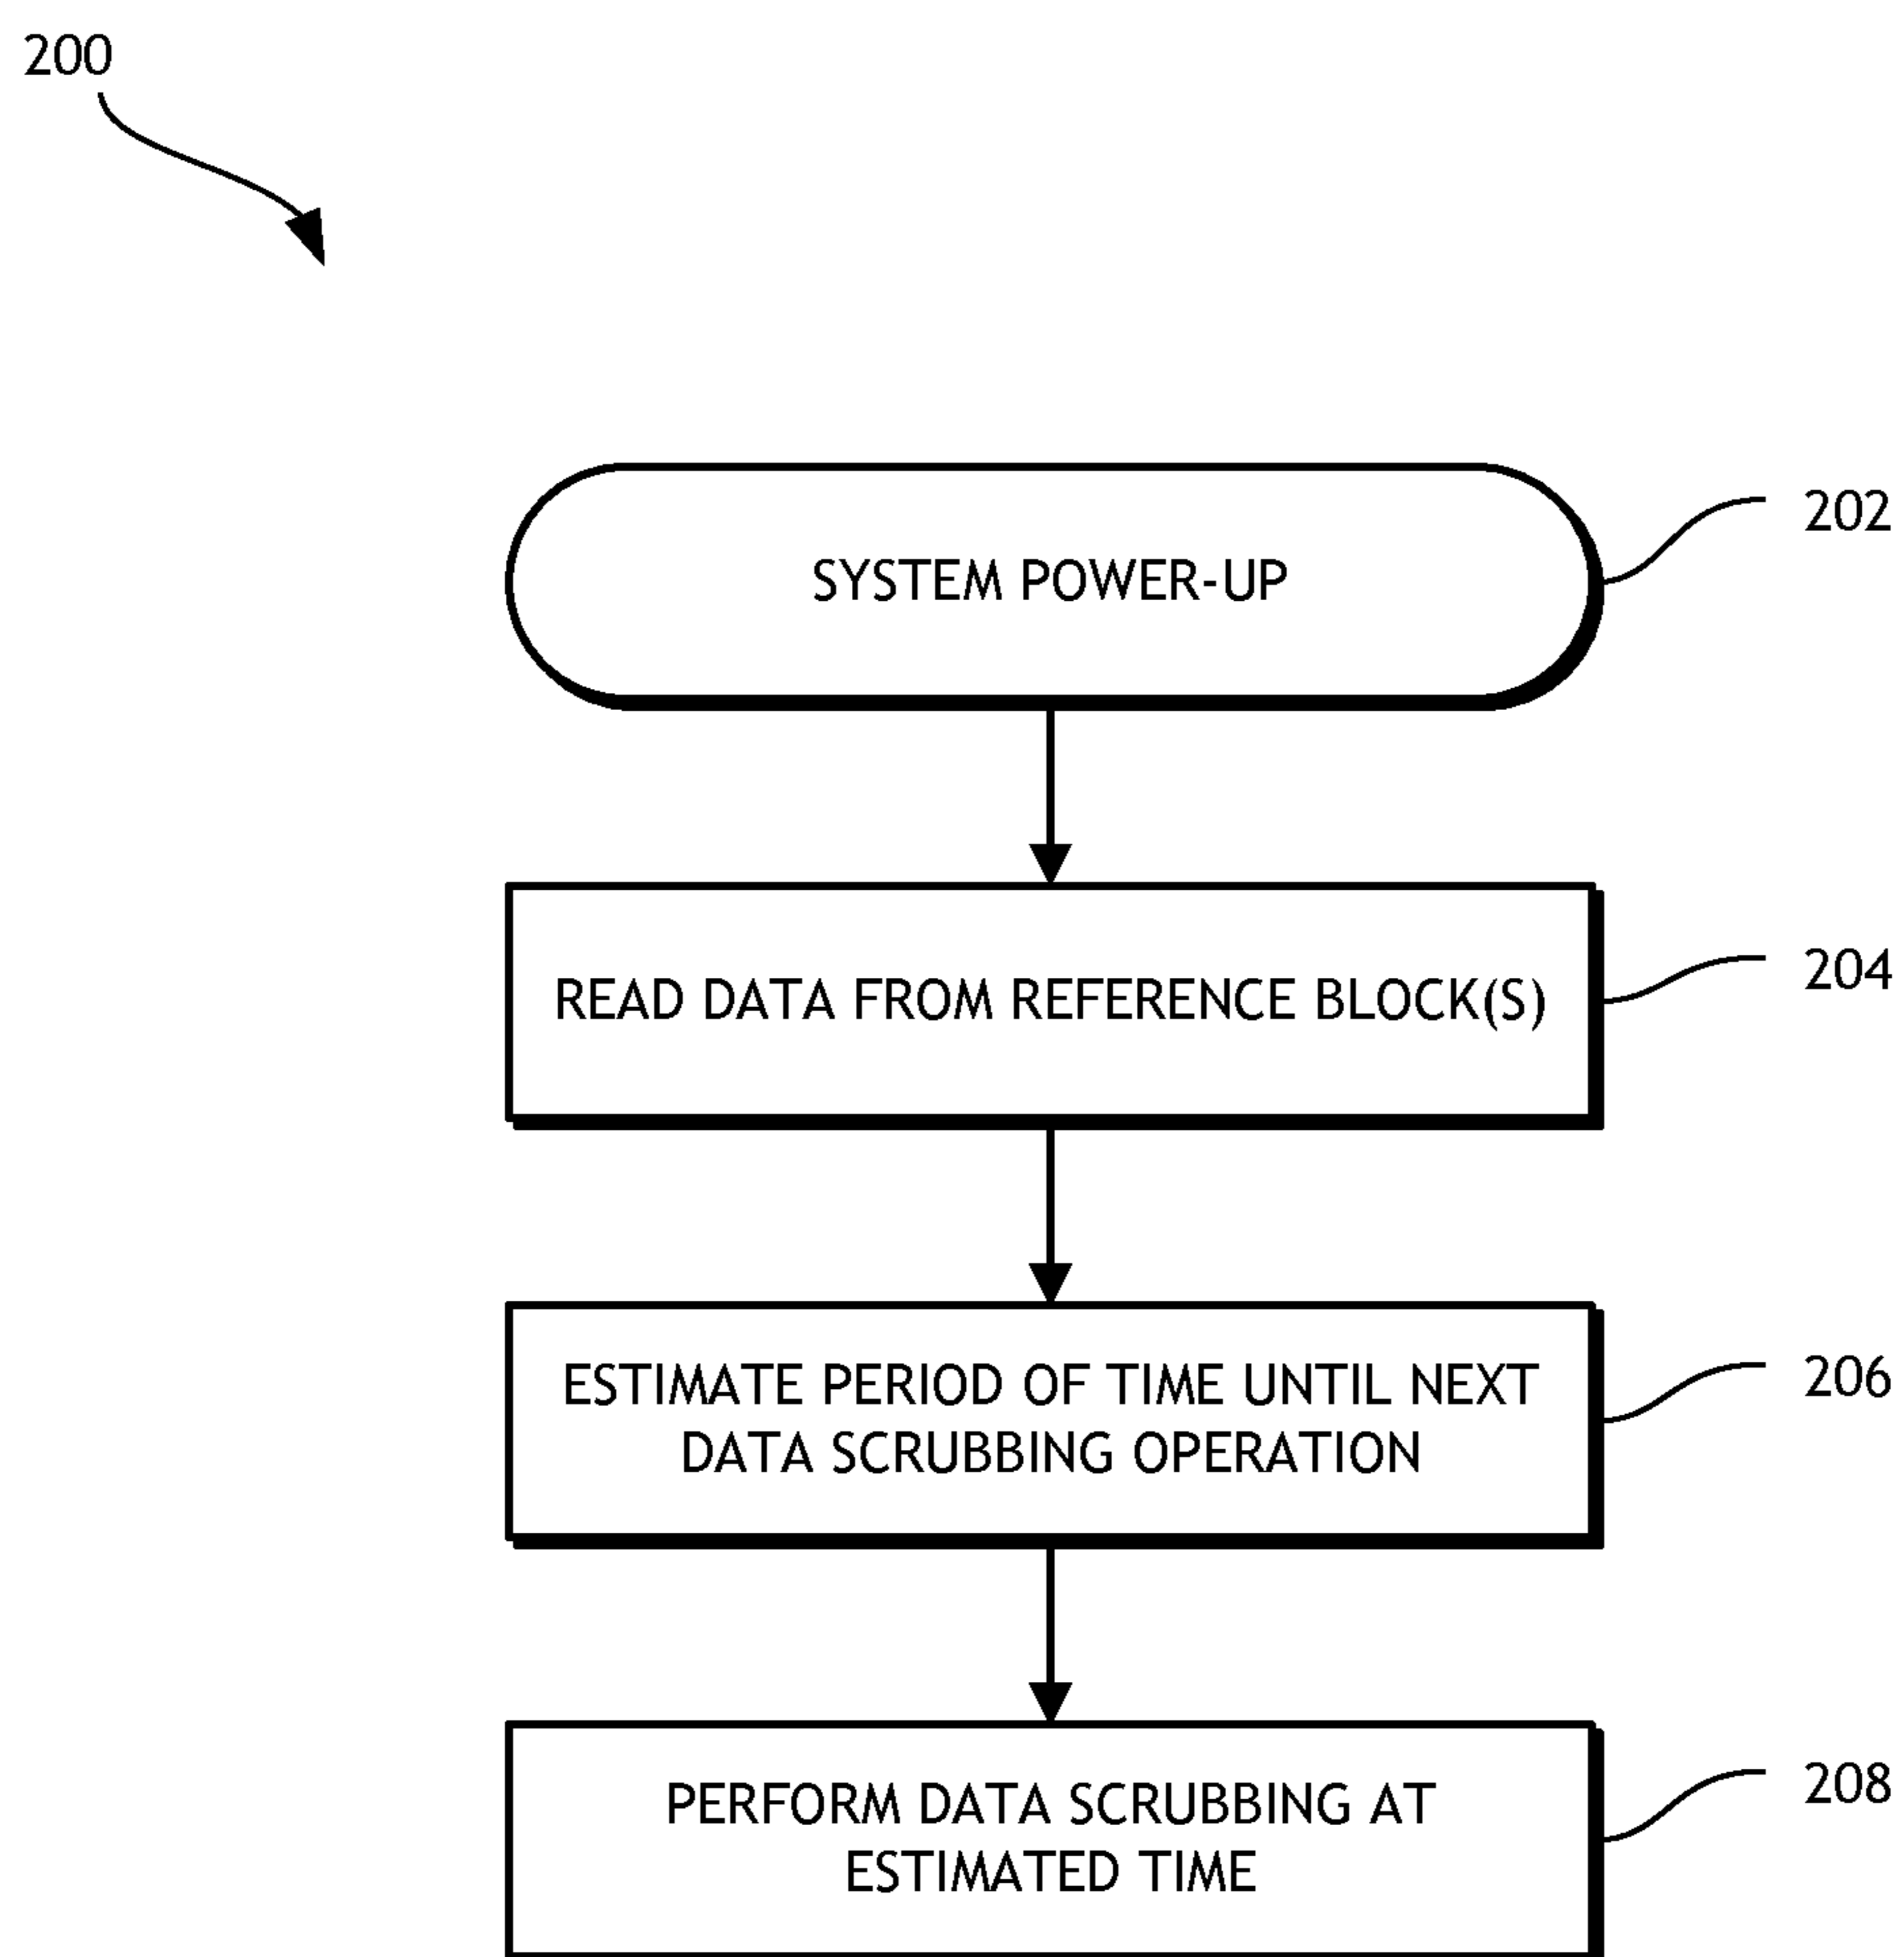 200
SYSTEM POWER-UP
202
READ DATA FROM REFERENCE BLOCK(S)
204
ESTIMATE PERIOD OF TIME UNTIL NEXT
DATA SCRUBBING OPERATION
206
PERFORM DATA SCRUBBING AT
ESTIMATED TIME
208